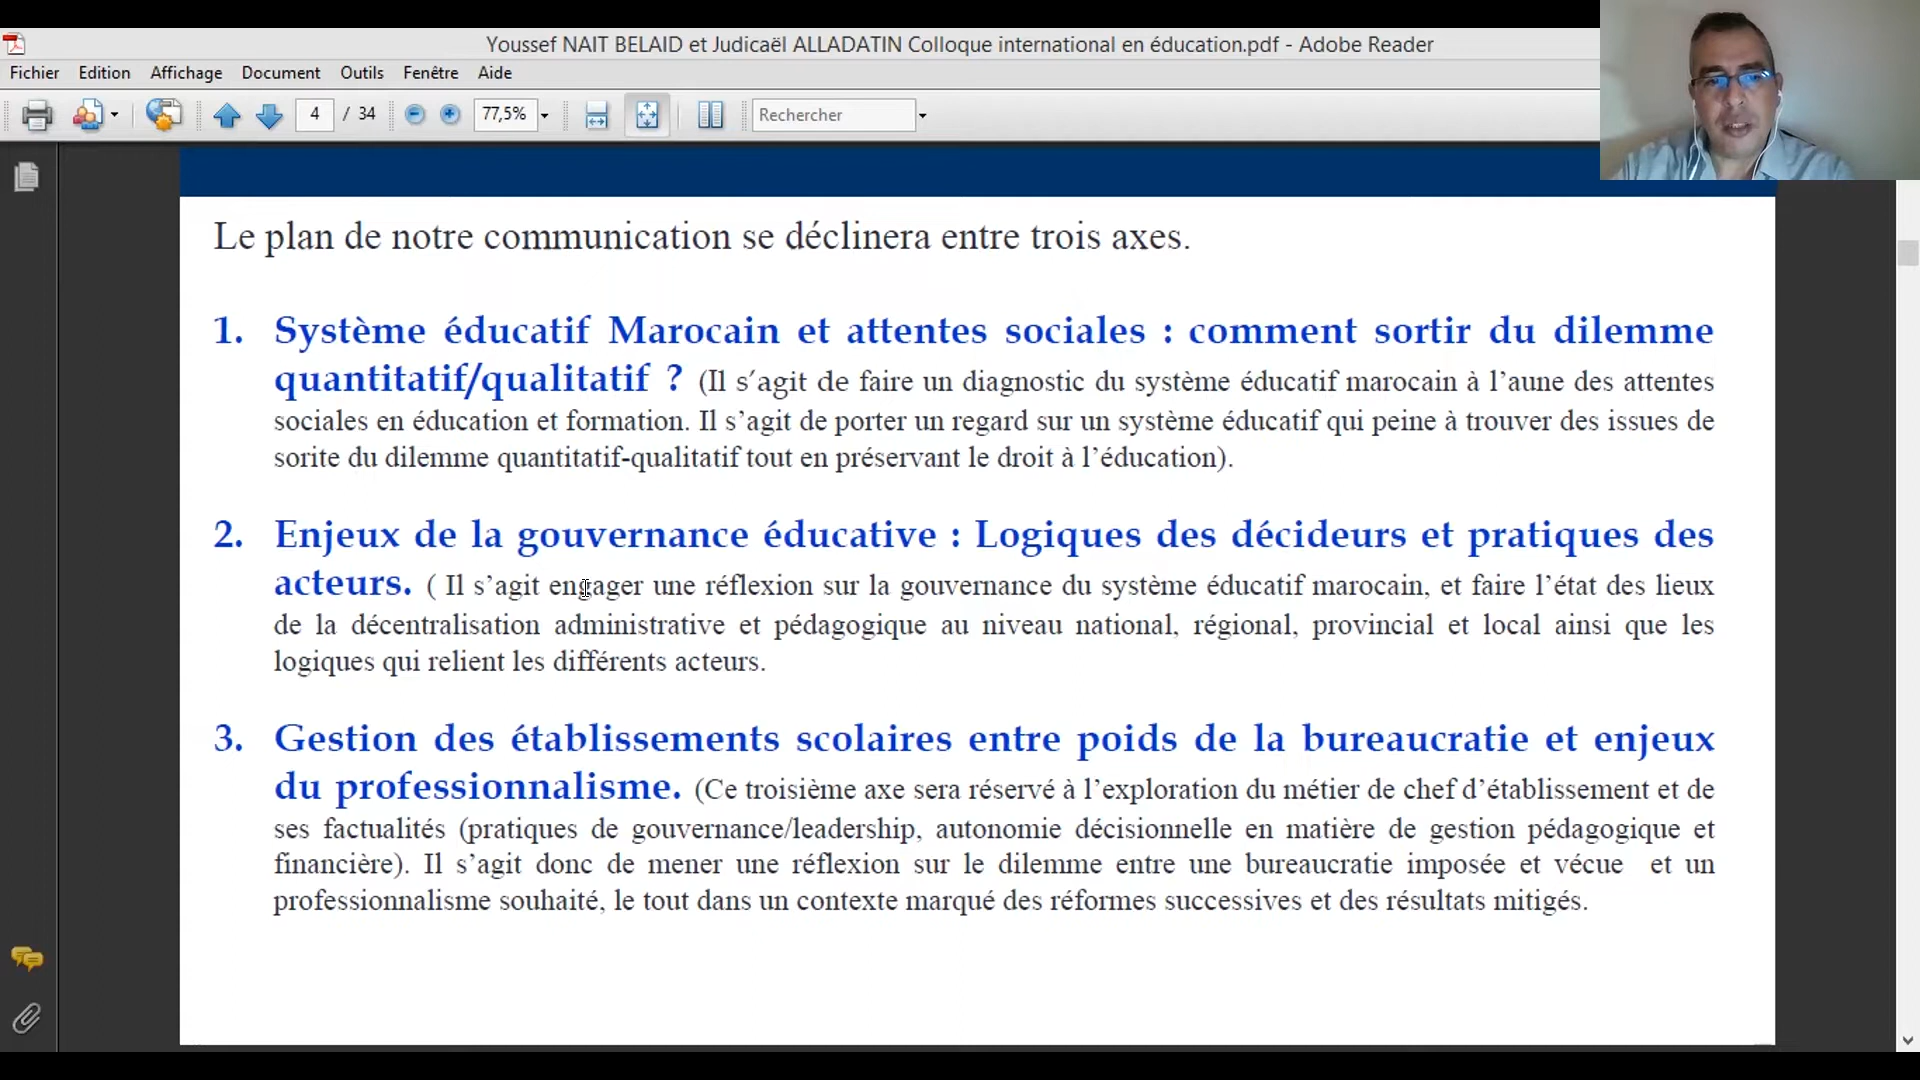 Youssef NAIT BELAID et Judicaël ALLADATIN Colloque international en éducation.pdf - Adobe Reader
Fichier Edition Affichage Document Outils Fenêtre Aide
4 / 34 77,5% Rechercher
Le plan de notre communication se déclinera entre trois axes.
1. Système éducatif Marocain et attentes sociales : comment sortir du dilemme
quantitatif/qualitatif ? (Il s'agit de faire un diagnostic du système éducatif marocain à l'aune des attentes
sociales en éducation et formation. Il s'agit de porter un regard sur un système éducatif qui peine à trouver des issues de
sorite du dilemme quantitatif-qualitatif tout en préservant le droit à l'éducation).
2. Enjeux de la gouvernance éducative : Logiques des décideurs et pratiques des
acteurs. ( Il s'agit engager une réflexion sur la gouvernance du système éducatif marocain, et faire l'état des lieux
de la décentralisation administrative et pédagogique au niveau national, régional, provincial et local ainsi que les
logiques qui relient les différents acteurs.
3. Gestion des établissements scolaires entre poids de la bureaucratie et enjeux
du professionnalisme. (Ce troisième axe sera réservé à l'exploration du métier de chef d'établissement et de
ses factualités (pratiques de gouvernance/leadership, autonomie décisionnelle en matière de gestion pédagogique et
financière). Il s'agit donc de mener une réflexion sur le dilemme entre une bureaucratie imposée et vécue et un
professionnalisme souhaité, le tout dans un contexte marqué des réformes successives et des résultats mitigés.